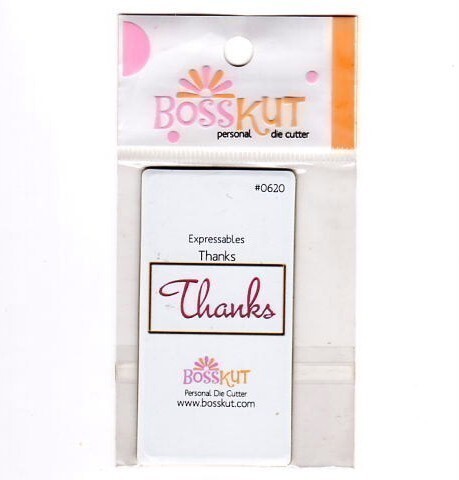 BOSSKUT
personal die cutter
#0620
Expressables
Thanks
Thanks
BOSSKUT
Personal Die Cutter
www.bosskut.com